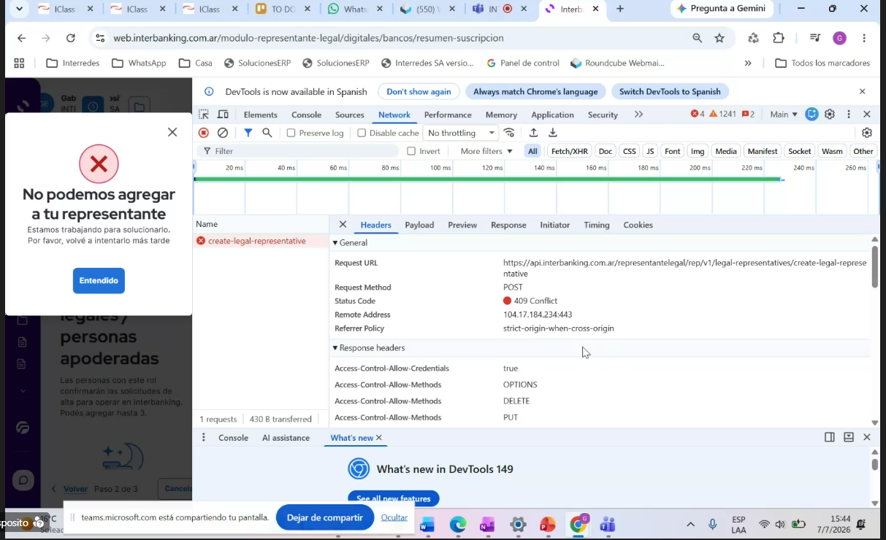 IClass
IClass
IClass
TO D
Whats
(550)
IN
Interb
Pregunta a Gemini
web.interbanking.com.ar/modulo-representante-legal/digitales/bancos/resumen-suscripcion
G
Interredes
WhatsApp
Casa
SolucionesERP
SolucionesERP
Interredes SA versio...
Panel de control
Roundcube Webmai...
»
Todos los marcadores
DevTools is now available in Spanish
Don't show again
Always match Chrome's language
Switch DevTools to Spanish
Elements
Console
Sources
Network
Performance
Memory
Application
Security
4
1241
2
Main
Preserve log
Disable cache
No throttling
Filter
Invert
More filters
All
Fetch/XHR
Doc
CSS
JS
Font
Img
Media
Manifest
Socket
Wasm
Other
20 ms
40 ms
60 ms
80 ms
100 ms
120 ms
140 ms
160 ms
180 ms
200 ms
220 ms
240 ms
260 ms
Name
Headers
Payload
Preview
Response
Initiator
Timing
Cookies
create-legal-representative
General
Request URL
https://api.interbanking.com.ar/representantelegal/rep/v1/legal-representatives/create-legal-represe
ntative
Request Method
POST
Status Code
409 Conflict
Remote Address
104.17.184.234:443
Referrer Policy
strict-origin-when-cross-origin
Response headers
Access-Control-Allow-Credentials
true
Access-Control-Allow-Methods
OPTIONS
Access-Control-Allow-Methods
DELETE
Access-Control-Allow-Methods
PUT
1 requests
430 B transferred
Console
AI assistance
What's new
What's new in DevTools 149
See all new features
Gab
INT
SA
No podemos agregar
a tu representante
Estamos trabajando para solucionarlo.
Por favor, volvé a intentarlo más tarde
Entendido
legales /
personas
apoderadas
Las personas con este rol
confirmarán las solicitudes de
alta para operar en Interbanking.
Podés agregar hasta 3.
Volver
Paso 2 de 3
Cancela
teams.microsoft.com está compartiendo tu pantalla.
Dejar de compartir
Ocultar
posito
ESP
LAA
15:44
7/7/2026